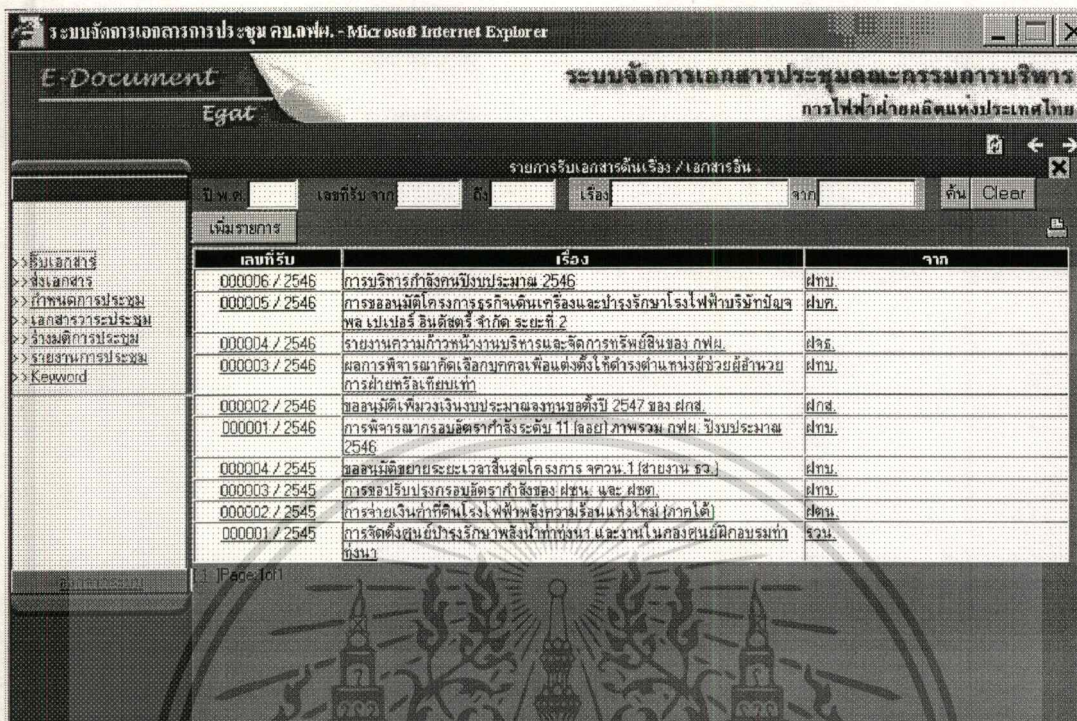 ระบบจัดการเอกสารการประชุม คบ.กฟผ. - Microsoft Internet Explorer
E-Document
Egat
ระบบจัดการเอกสารประชุมคณะกรรมการบริหาร
การไฟฟ้าฝ่ายผลิตแห่งประเทศไทย
รายการรับเอกสารต้นเรื่อง / เอกสารอื่น
ปี พ.ศ. เลขที่รับ จาก ถึง เรื่อง จาก ค้น Clear
เพิ่มรายการ
>>รับเอกสาร
>>ส่งเอกสาร
>>กำหนดการประชุม
>>เอกสารวาระประชุม
>>ร่างมติการประชุม
>>รายงานการประชุม
>>Keyword
เลขที่รับ เรื่อง จาก
000006 / 2546 การบริหารกำลังคนปีงบประมาณ 2546 ฝทบ.
000005 / 2546 การขออนุมัติโครงการธุรกิจเดินเครื่องและบำรุงรักษาโรงไฟฟ้าบริษัทปัญจ ฝบศ.
พล เปเปอร์ อินดัสตรี้ จำกัด ระยะที่ 2
000004 / 2546 รายงานความก้าวหน้างานบริหารและจัดการทรัพย์สินของ กฟผ. ฝจธ.
000003 / 2546 ผลการพิจารณาคัดเลือกบุคคลเพื่อแต่งตั้งให้ดำรงตำแหน่งผู้ช่วยผู้อำนวย ฝทบ.
การฝ่ายหรือเทียบเท่า
000002 / 2546 ขออนุมัติเพิ่มวงเงินงบประมาณลงทุนขอตั้งปี 2547 ของ ฝกส. ฝกส.
000001 / 2546 การพิจารณากรอบอัตรากำลังระดับ 11 (ลอย) ภาพรวม กฟผ. ปีงบประมาณ ฝทบ.
2546
000004 / 2545 ขออนุมัติขยายระยะเวลาสิ้นสุดโครงการ จควน.1 (สายงาน ธว.) ฝทบ.
000003 / 2545 การขอปรับปรุงกรอบอัตรากำลังของ ฝชน. และ ฝชต. ฝทบ.
000002 / 2545 การจ่ายเงินค่าที่ดินโรงไฟฟ้าพลังความร้อนแห่งใหม่ (ภาคใต้) ฝตน.
000001 / 2545 การจัดตั้งศูนย์บำรุงรักษาพลังน้ำท่าทุ่งนา และงานในกองศูนย์ฝึกอบรมท่า รวน.
ทุ่งนา
[ 1 ]Page:1of1